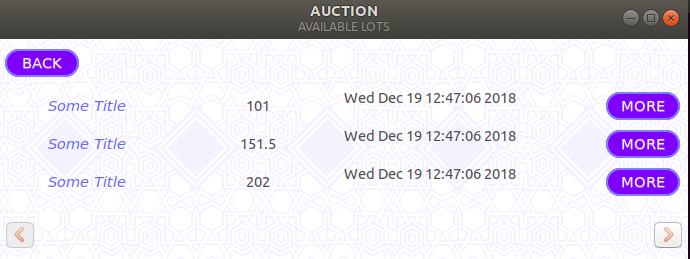 AUCTION
AVAILABLE LOTS
BACK
Some Title 101 Wed Dec 19 12:47:06 2018 MORE
Some Title 151.5 Wed Dec 19 12:47:06 2018 MORE
Some Title 202 Wed Dec 19 12:47:06 2018 MORE